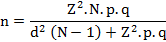 n = Z².N.p.q / d² (N − 1) + Z².p.q